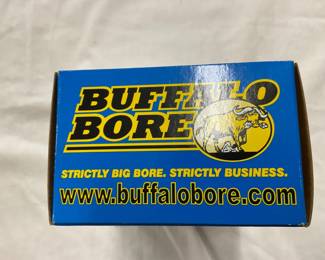 BUFFALO
BORE
STRICTLY BIG BORE. STRICTLY BUSINESS.
www.buffalobore.com